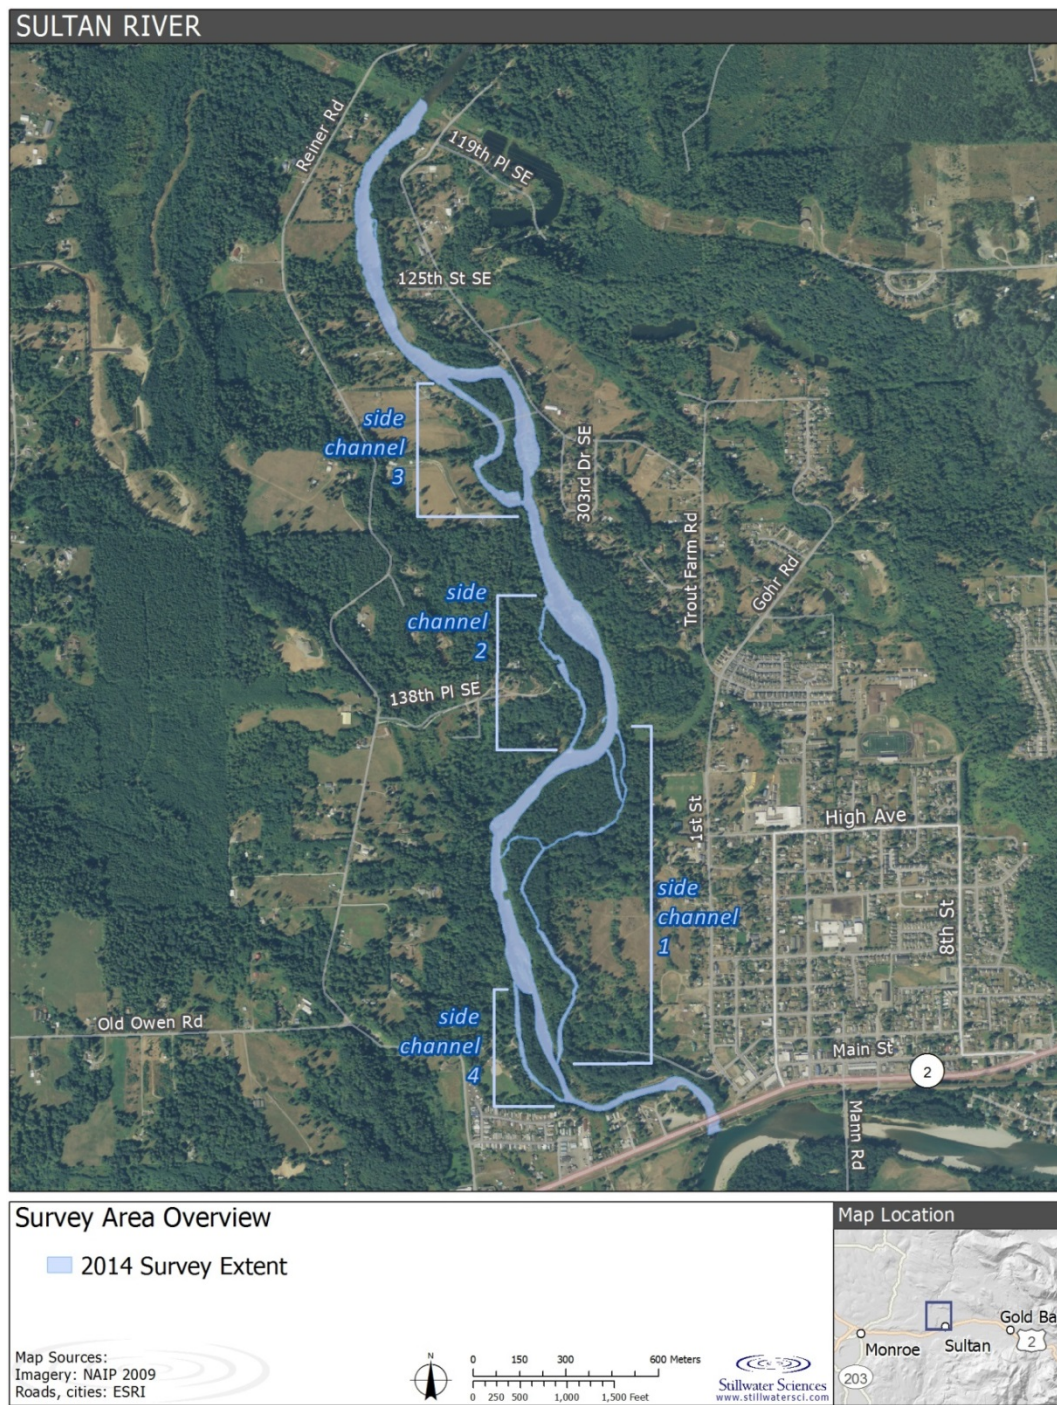 SULTAN RIVER
Reiner Rd
119th Pl SE
125th St SE
side
channel
3
303rd Dr SE
Trout Farm Rd
Gohr Rd
side
channel
2
138th Pl SE
1st St
High Ave
side
channel
1
8th St
side
channel
4
Old Owen Rd
Main St
2
Mann Rd
Survey Area Overview
2014 Survey Extent
Map Sources:
Imagery: NAIP 2009
Roads, cities: ESRI
N
0 150 300 600 Meters
0 250 500 1,000 1,500 Feet
Stillwater Sciences
www.stillwatersci.com
Map Location
Gold Ba
Monroe
Sultan
2
203